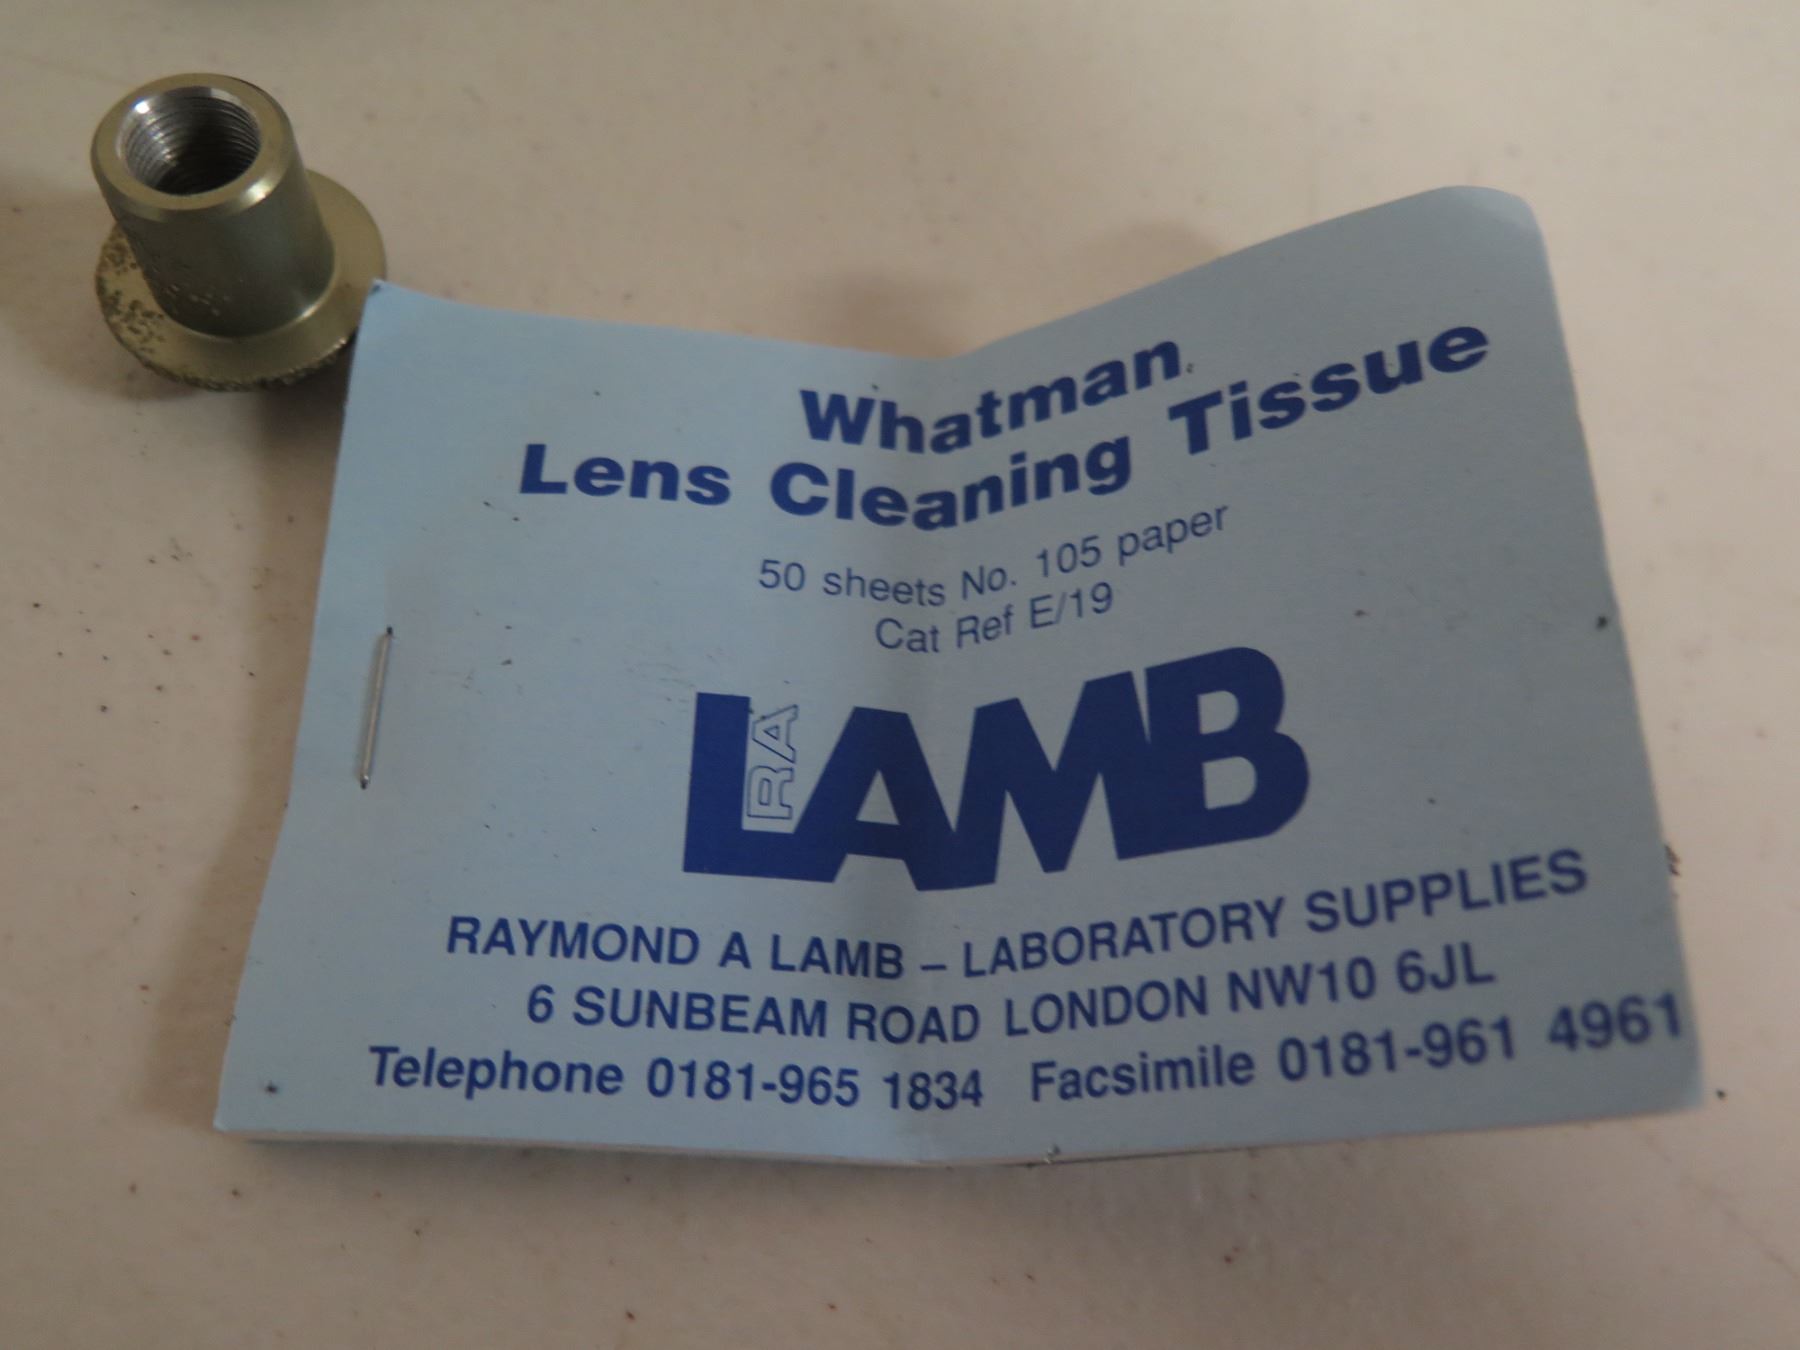 Whatman
Lens Cleaning Tissue
50 sheets No. 105 paper
Cat Ref E/19
RA LAMB
RAYMOND A LAMB – LABORATORY SUPPLIES
6 SUNBEAM ROAD LONDON NW10 6JL
Telephone 0181-965 1834 Facsimile 0181-961 4961